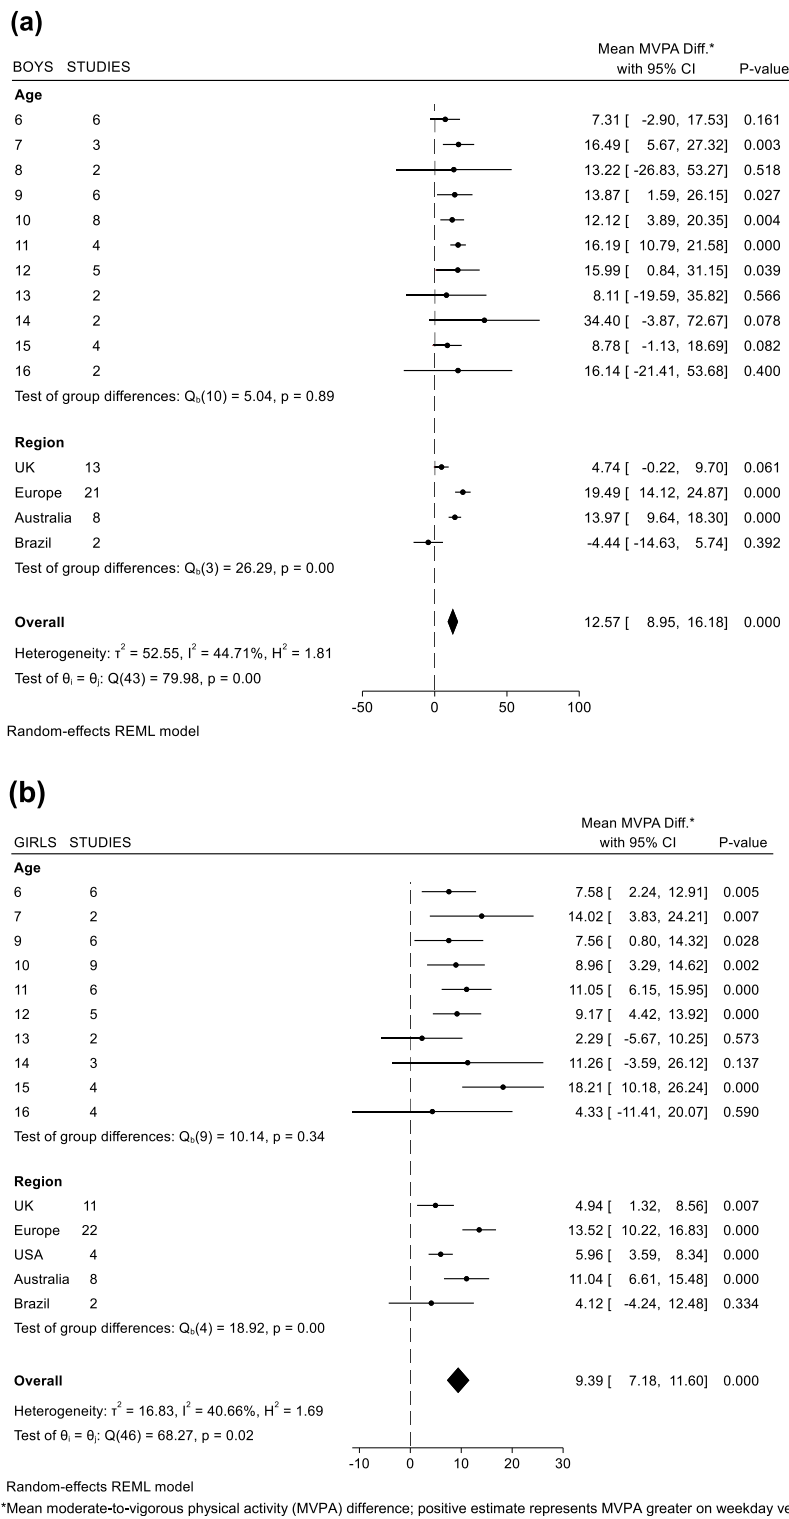 (a)
Mean MVPA Diff.*
BOYS STUDIES with 95% CI P-value
Age
6 6 7.31 [ -2.90, 17.53] 0.161
7 3 16.49 [ 5.67, 27.32] 0.003
8 2 13.22 [ -26.83, 53.27] 0.518
9 6 13.87 [ 1.59, 26.15] 0.027
10 8 12.12 [ 3.89, 20.35] 0.004
11 4 16.19 [ 10.79, 21.58] 0.000
12 5 15.99 [ 0.84, 31.15] 0.039
13 2 8.11 [ -19.59, 35.82] 0.566
14 2 34.40 [ -3.87, 72.67] 0.078
15 4 8.78 [ -1.13, 18.69] 0.082
16 2 16.14 [ -21.41, 53.68] 0.400
Test of group differences: Q_b(10) = 5.04, p = 0.89
Region
UK 13 4.74 [ -0.22, 9.70] 0.061
Europe 21 19.49 [ 14.12, 24.87] 0.000
Australia 8 13.97 [ 9.64, 18.30] 0.000
Brazil 2 -4.44 [ -14.63, 5.74] 0.392
Test of group differences: Q_b(3) = 26.29, p = 0.00
Overall 12.57 [ 8.95, 16.18] 0.000
Heterogeneity: τ² = 52.55, I² = 44.71%, H² = 1.81
Test of θᵢ = θⱼ: Q(43) = 79.98, p = 0.00
-50 0 50 100
Random-effects REML model
(b)
Mean MVPA Diff.*
GIRLS STUDIES with 95% CI P-value
Age
6 6 7.58 [ 2.24, 12.91] 0.005
7 2 14.02 [ 3.83, 24.21] 0.007
9 6 7.56 [ 0.80, 14.32] 0.028
10 9 8.96 [ 3.29, 14.62] 0.002
11 6 11.05 [ 6.15, 15.95] 0.000
12 5 9.17 [ 4.42, 13.92] 0.000
13 2 2.29 [ -5.67, 10.25] 0.573
14 3 11.26 [ -3.59, 26.12] 0.137
15 4 18.21 [ 10.18, 26.24] 0.000
16 4 4.33 [ -11.41, 20.07] 0.590
Test of group differences: Q_b(9) = 10.14, p = 0.34
Region
UK 11 4.94 [ 1.32, 8.56] 0.007
Europe 22 13.52 [ 10.22, 16.83] 0.000
USA 4 5.96 [ 3.59, 8.34] 0.000
Australia 8 11.04 [ 6.61, 15.48] 0.000
Brazil 2 4.12 [ -4.24, 12.48] 0.334
Test of group differences: Q_b(4) = 18.92, p = 0.00
Overall 9.39 [ 7.18, 11.60] 0.000
Heterogeneity: τ² = 16.83, I² = 40.66%, H² = 1.69
Test of θᵢ = θⱼ: Q(46) = 68.27, p = 0.02
-10 0 10 20 30
Random-effects REML model
*Mean moderate-to-vigorous physical activity (MVPA) difference; positive estimate represents MVPA greater on weekday